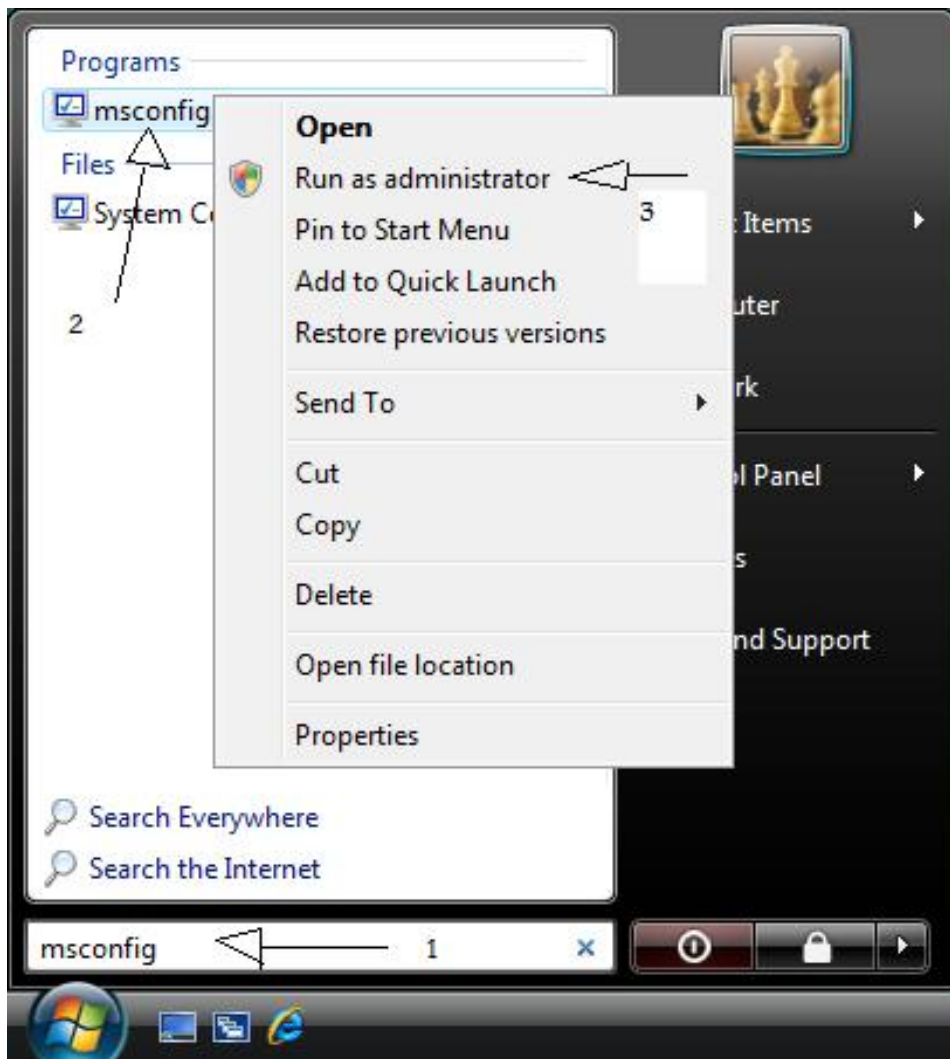 Programs
msconfig
Files
System C
2
Open
Run as administrator
3
Pin to Start Menu
Add to Quick Launch
Restore previous versions
Send To
Cut
Copy
Delete
Open file location
Properties
Items
uter
rk
ol Panel
s
nd Support
Search Everywhere
Search the Internet
msconfig
1